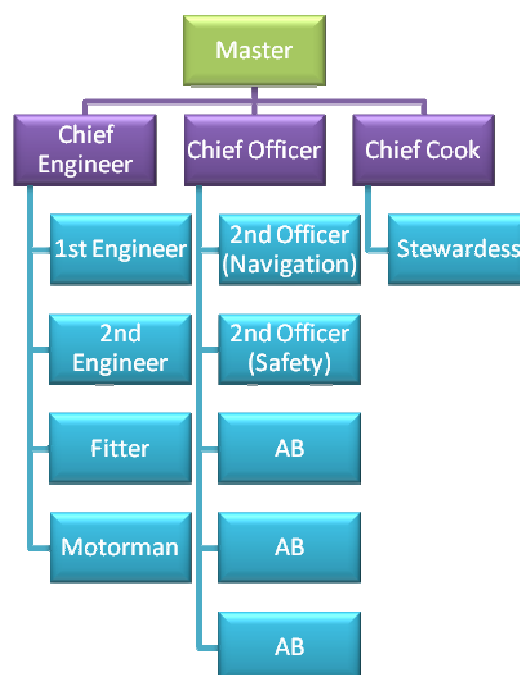 Master
Chief
Engineer
Chief Officer
Chief Cook
1st Engineer
2nd Officer
(Navigation)
Stewardess
2nd
Engineer
2nd Officer
(Safety)
Fitter
AB
Motorman
AB
AB